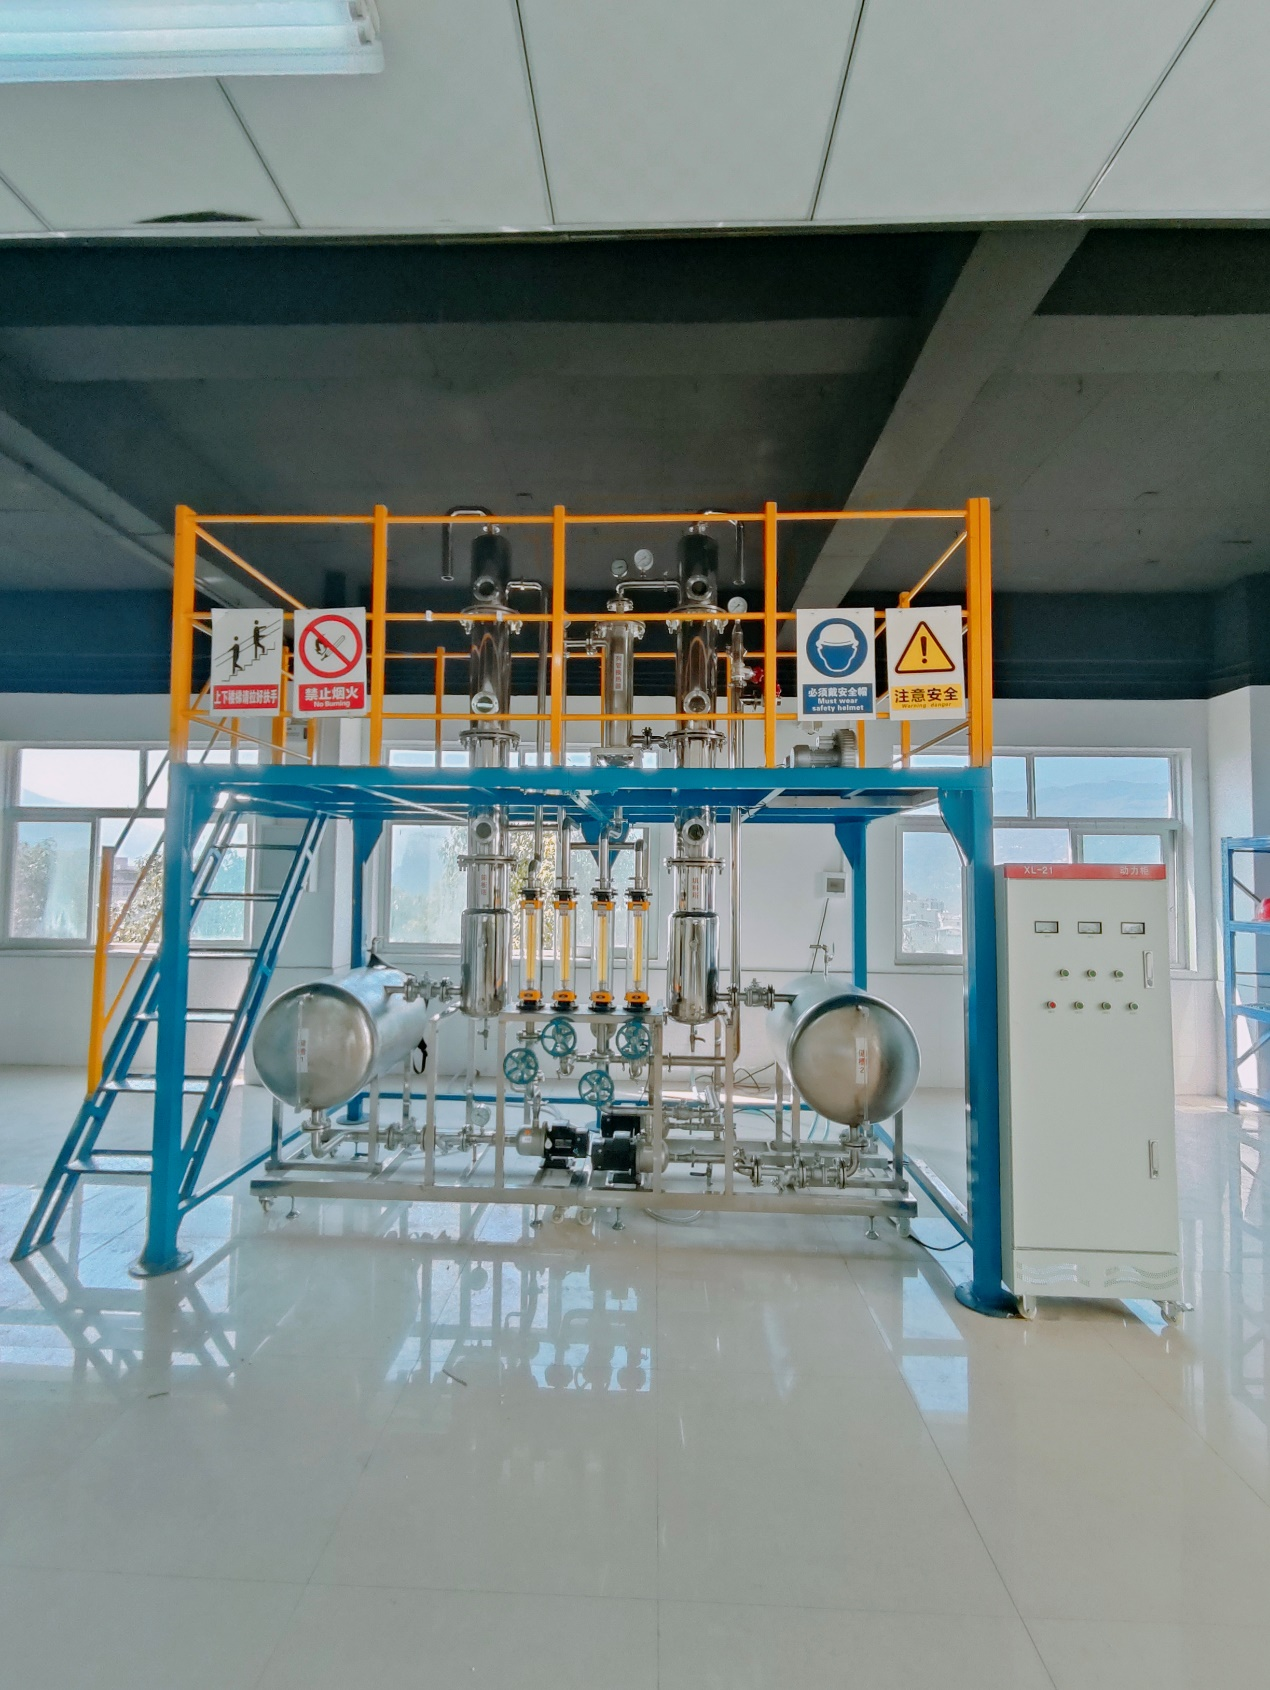 上下楼梯请拉好扶手
禁止烟火
No Burning
必须戴安全帽
Must wear
safety helmet
注意安全
Warning danger
XL-21
动力柜